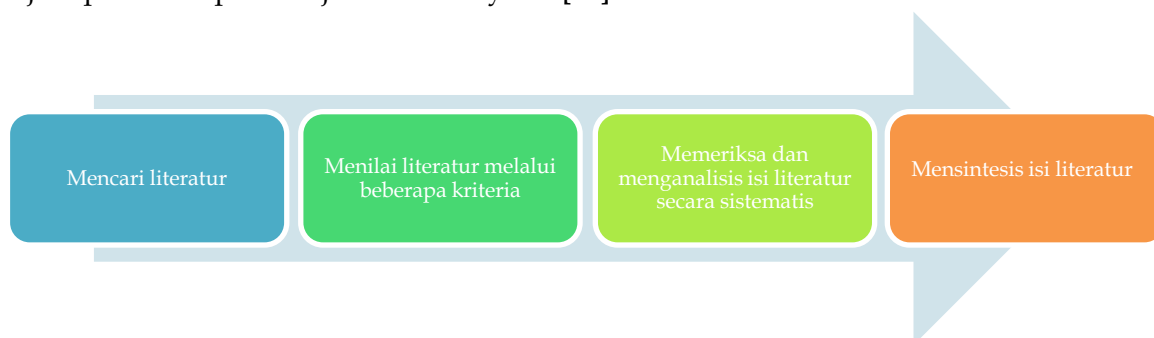 Mencari literatur
Menilai literatur melalui
beberapa kriteria
Memeriksa dan
menganalisis isi literatur
secara sistematis
Mensintesis isi literatur